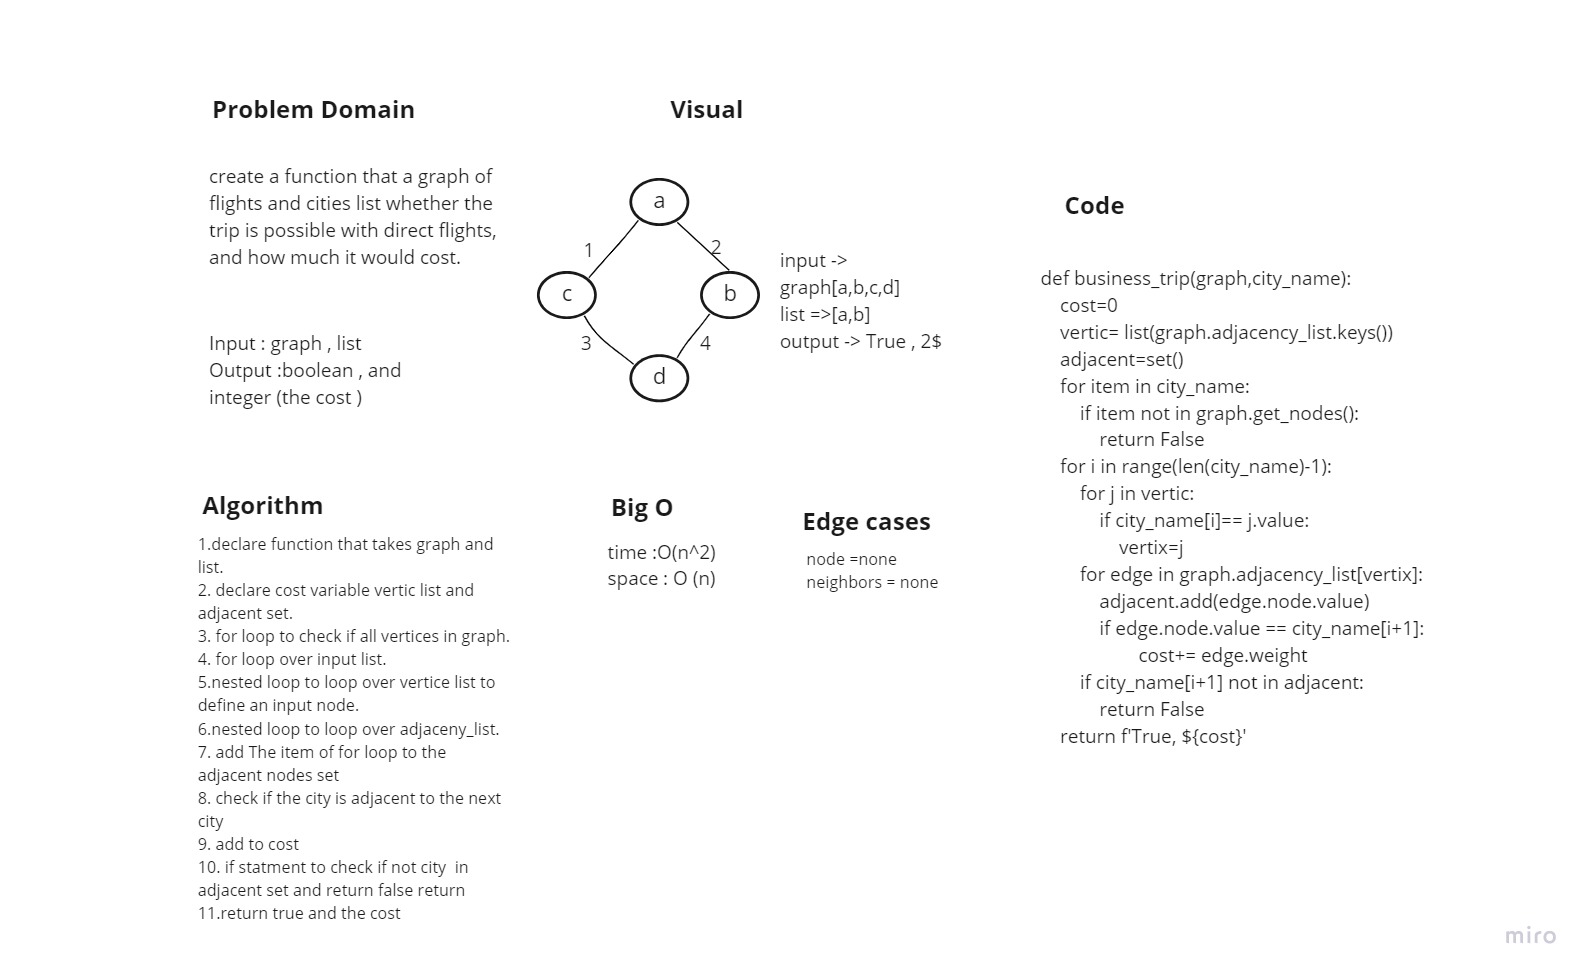 Problem Domain
create a function that a graph of
flights and cities list whether the
trip is possible with direct flights,
and how much it would cost.
Input : graph , list
Output :boolean , and
integer (the cost )
Visual
a
1
2
c
b
3
4
d
input ->
graph[a,b,c,d]
list =>[a,b]
output -> True , 2$
Algorithm
1.declare function that takes graph and
list.
2. declare cost variable vertic list and
adjacent set.
3. for loop to check if all vertices in graph.
4. for loop over input list.
5.nested loop to loop over vertice list to
define an input node.
6.nested loop to loop over adjaceny_list.
7. add The item of for loop to the
adjacent nodes set
8. check if the city is adjacent to the next
city
9. add to cost
10. if statment to check if not city  in
adjacent set and return false return
11.return true and the cost
Big O
time :O(n^2)
space : O (n)
Edge cases
node =none
neighbors = none
Code
def business_trip(graph,city_name):
    cost=0
    vertic= list(graph.adjacency_list.keys())
    adjacent=set()
    for item in city_name:
        if item not in graph.get_nodes():
            return False
    for i in range(len(city_name)-1):
        for j in vertic:
            if city_name[i]== j.value:
                vertix=j
        for edge in graph.adjacency_list[vertix]:
            adjacent.add(edge.node.value)
            if edge.node.value == city_name[i+1]:
                    cost+= edge.weight
        if city_name[i+1] not in adjacent:
            return False
    return f'True, ${cost}'
miro